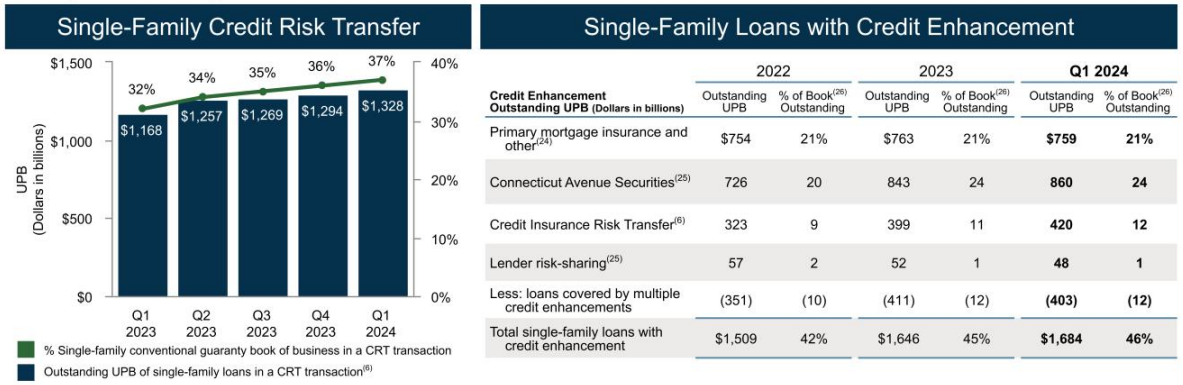 Single-Family Credit Risk Transfer
$1,500
$1,000
$500
$0
UPB
(Dollars in billions)
32%
34%
35%
36%
37%
$1,168
$1,257
$1,269
$1,294
$1,328
40%
30%
20%
10%
0%
Q1
2023
Q2
2023
Q3
2023
Q4
2023
Q1
2024
% Single-family conventional guaranty book of business in a CRT transaction
Outstanding UPB of single-family loans in a CRT transaction(6)
Single-Family Loans with Credit Enhancement
2022 2023 Q1 2024
Credit Enhancement
Outstanding UPB (Dollars in billions)
Outstanding UPB % of Book(26) Outstanding Outstanding UPB % of Book(26) Outstanding Outstanding UPB % of Book(26) Outstanding
Primary mortgage insurance and
other(24) $754 21% $763 21% $759 21%
Connecticut Avenue Securities(25) 726 20 843 24 860 24
Credit Insurance Risk Transfer(6) 323 9 399 11 420 12
Lender risk-sharing(25) 57 2 52 1 48 1
Less: loans covered by multiple
credit enhancements (351) (10) (411) (12) (403) (12)
Total single-family loans with
credit enhancement $1,509 42% $1,646 45% $1,684 46%